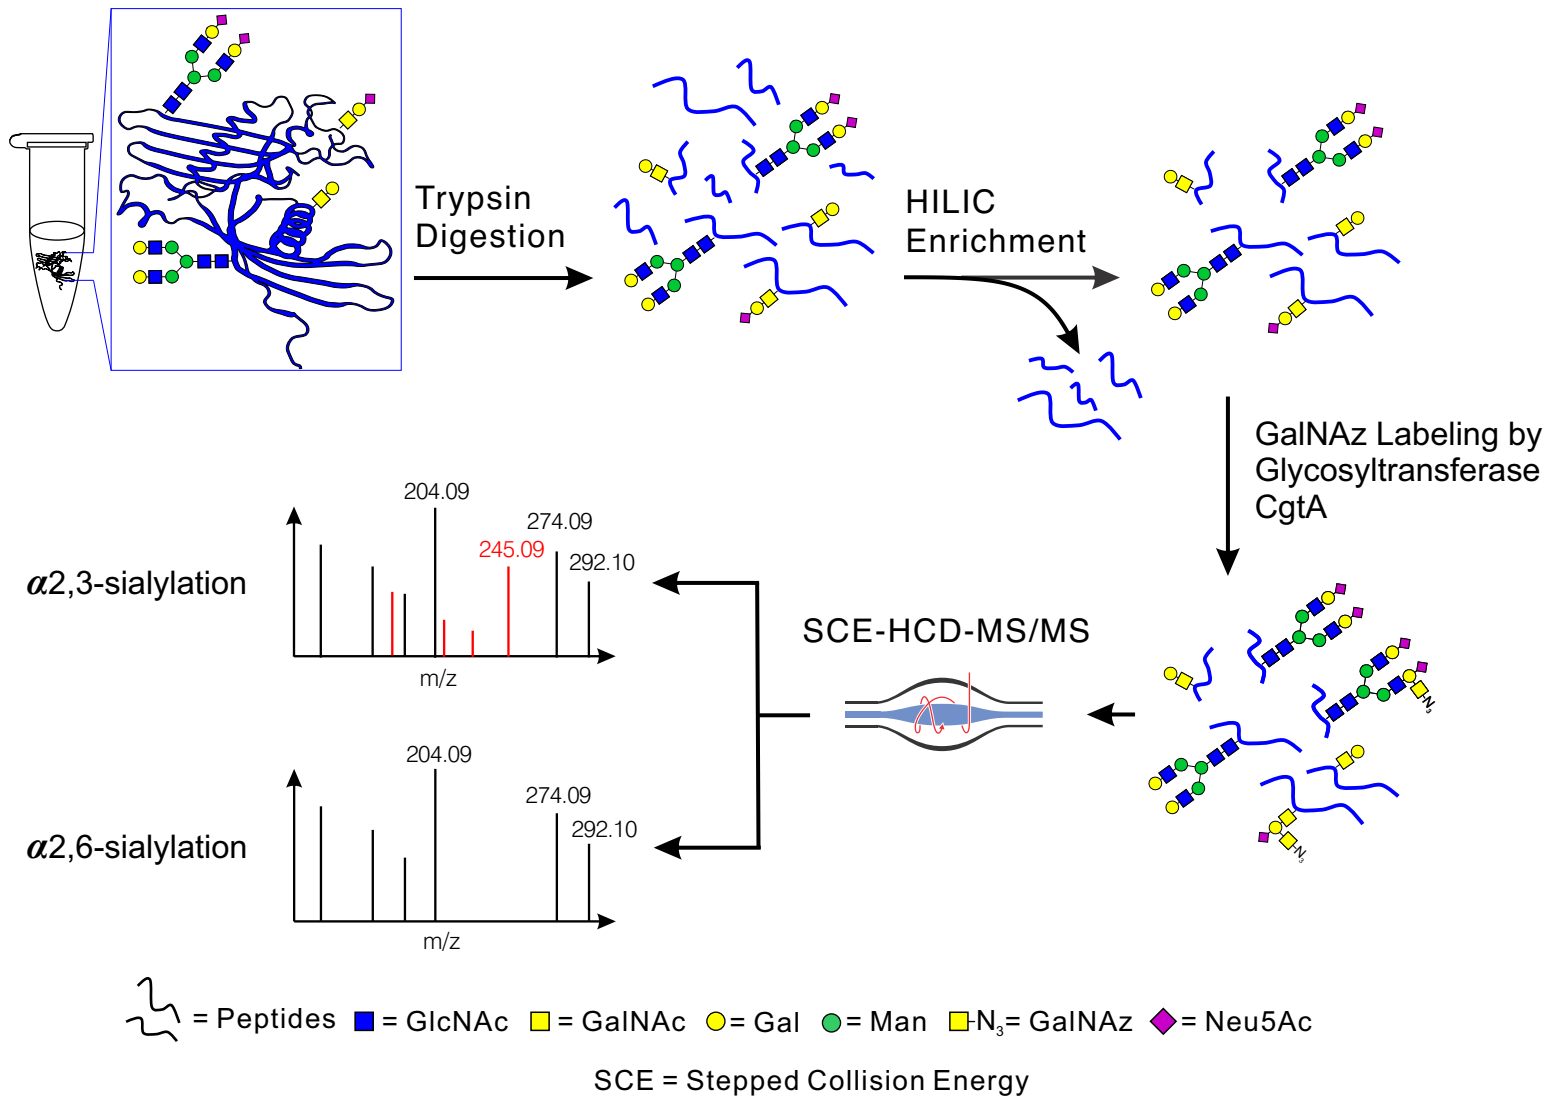 Trypsin
Digestion
HILIC
Enrichment
GalNAz Labeling by
Glycosyltransferase
CgtA
N3
N3
SCE-HCD-MS/MS
α2,3-sialylation
204.09
274.09
245.09
292.10
m/z
α2,6-sialylation
204.09
274.09
292.10
m/z
= Peptides = GlcNAc = GalNAc = Gal = Man -N3= GalNAz = Neu5Ac
SCE = Stepped Collision Energy